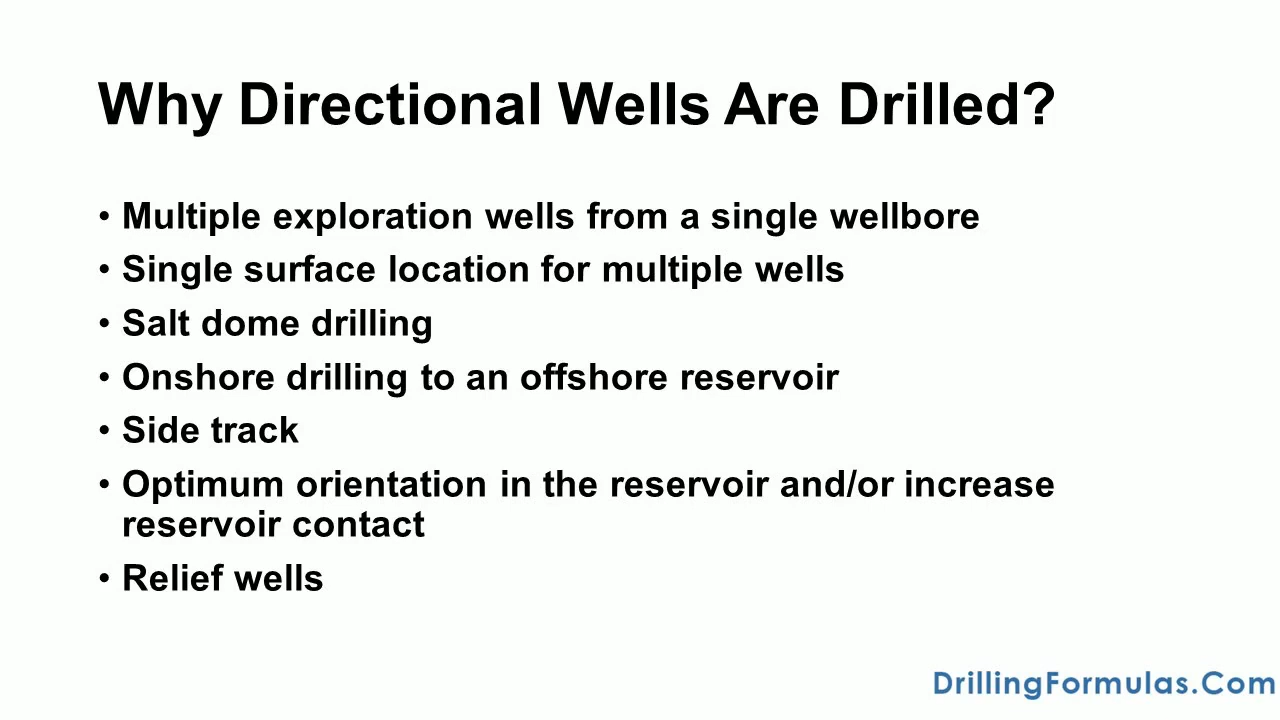 Why Directional Wells Are Drilled?
• Multiple exploration wells from a single wellbore
• Single surface location for multiple wells
• Salt dome drilling
• Onshore drilling to an offshore reservoir
• Side track
• Optimum orientation in the reservoir and/or increase
reservoir contact
• Relief wells
DrillingFormulas.Com